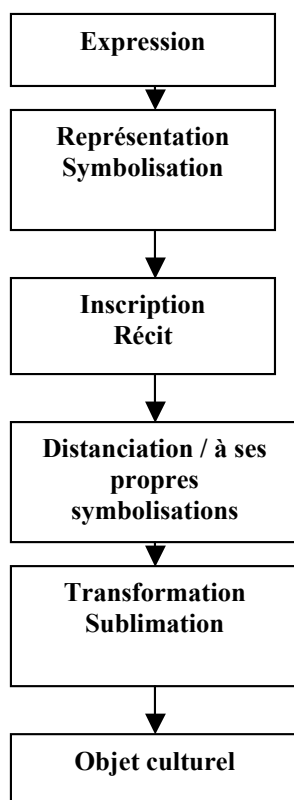 Expression
Représentation
Symbolisation
Inscription
Récit
Distanciation / à ses
propres
symbolisations
Transformation
Sublimation
Objet culturel